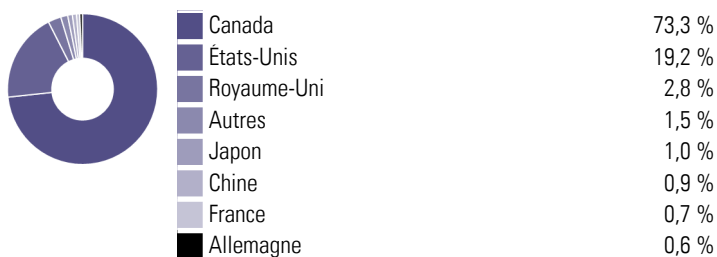 Canada 73,3 %
États-Unis 19,2 %
Royaume-Uni 2,8 %
Autres 1,5 %
Japon 1,0 %
Chine 0,9 %
France 0,7 %
Allemagne 0,6 %